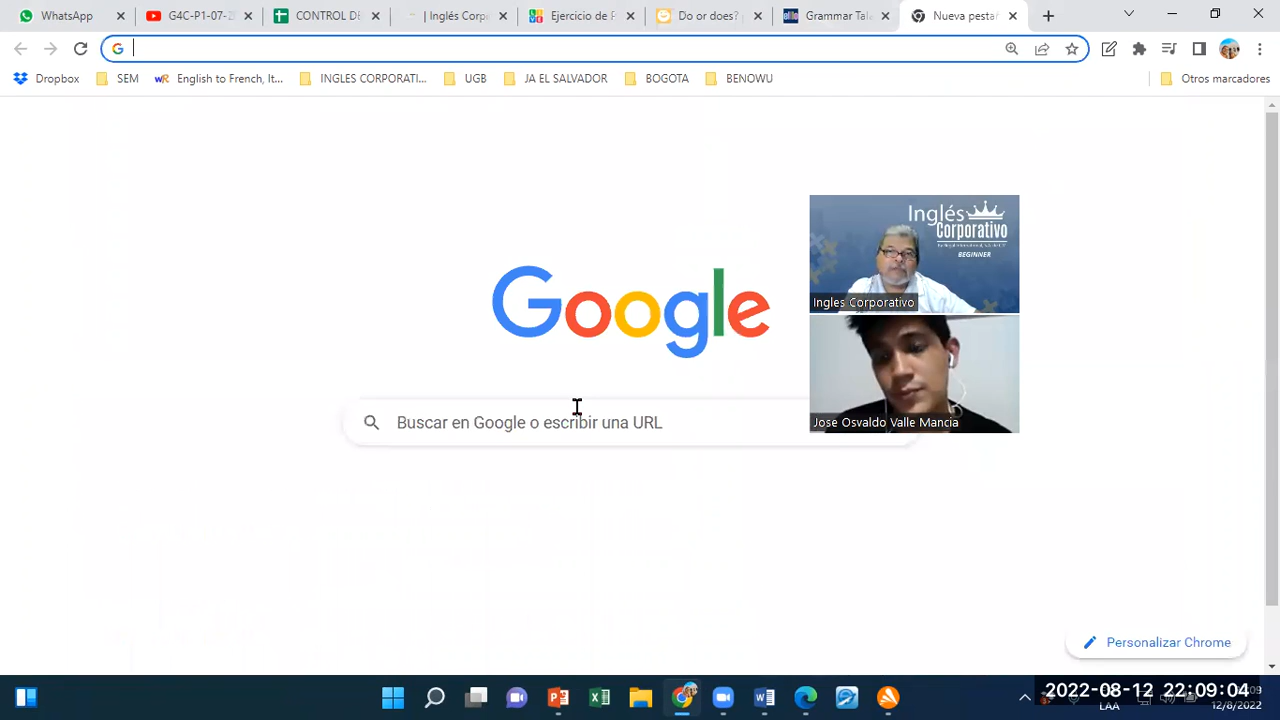 WhatsApp
G4C-P1-07-2
CONTROL D
| Inglés Corpo
Ejercicio de P
Do or does?
Grammar Tal
Nueva pestañ
Dropbox
SEM
English to French, It...
INGLES CORPORATI...
UGB
JA EL SALVADOR
BOGOTA
BENOWU
Otros marcadores
Google
Buscar en Google o escribir una URL
Inglés
Corporativo
BEGINNER
Ingles Corporativo
Jose Osvaldo Valle Mancia
Personalizar Chrome
2022-08-12 22:09:04
LAA
12/8/2022